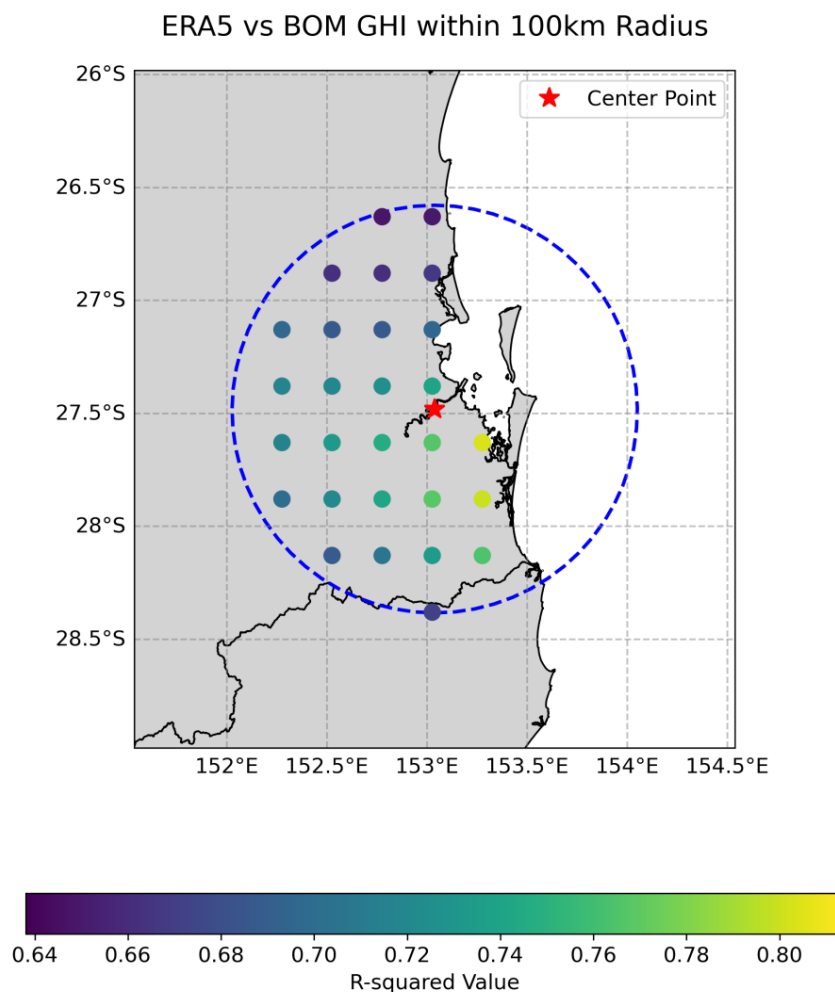 ERA5 vs BOM GHI within 100km Radius
26°S
Center Point
26.5°S
27°S
27.5°S
28°S
28.5°S
152°E 152.5°E 153°E 153.5°E 154°E 154.5°E
0.64 0.66 0.68 0.70 0.72 0.74 0.76 0.78 0.80
R-squared Value